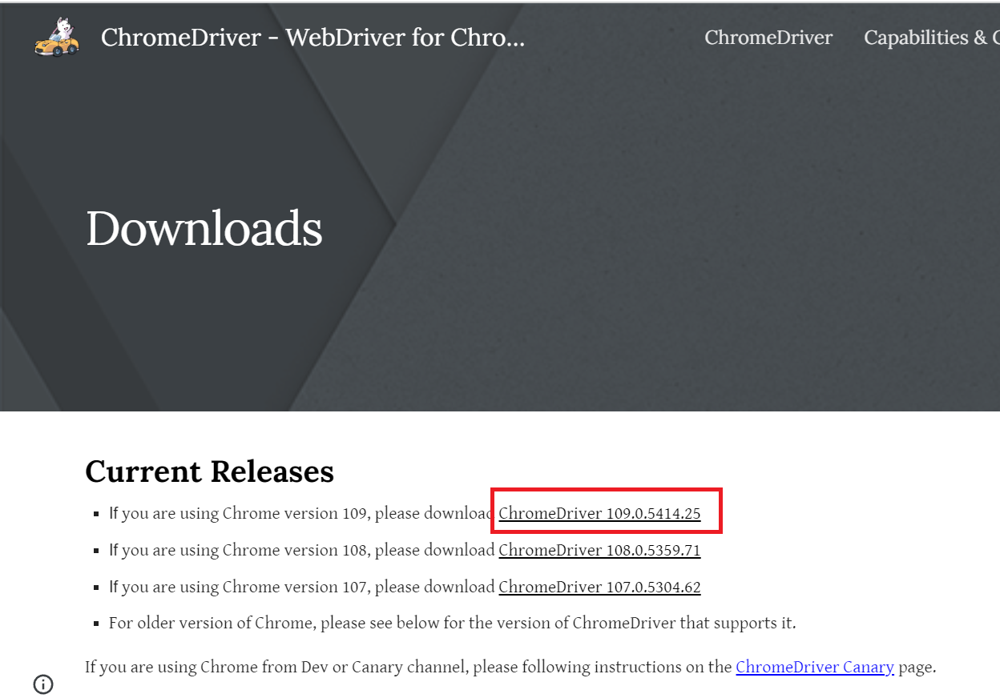 ChromeDriver - WebDriver for Chro...
ChromeDriver
Capabilities & C
Downloads
Current Releases
If you are using Chrome version 109, please download ChromeDriver 109.0.5414.25
If you are using Chrome version 108, please download ChromeDriver 108.0.5359.71
If you are using Chrome version 107, please download ChromeDriver 107.0.5304.62
For older version of Chrome, please see below for the version of ChromeDriver that supports it.
If you are using Chrome from Dev or Canary channel, please following instructions on the ChromeDriver Canary page.